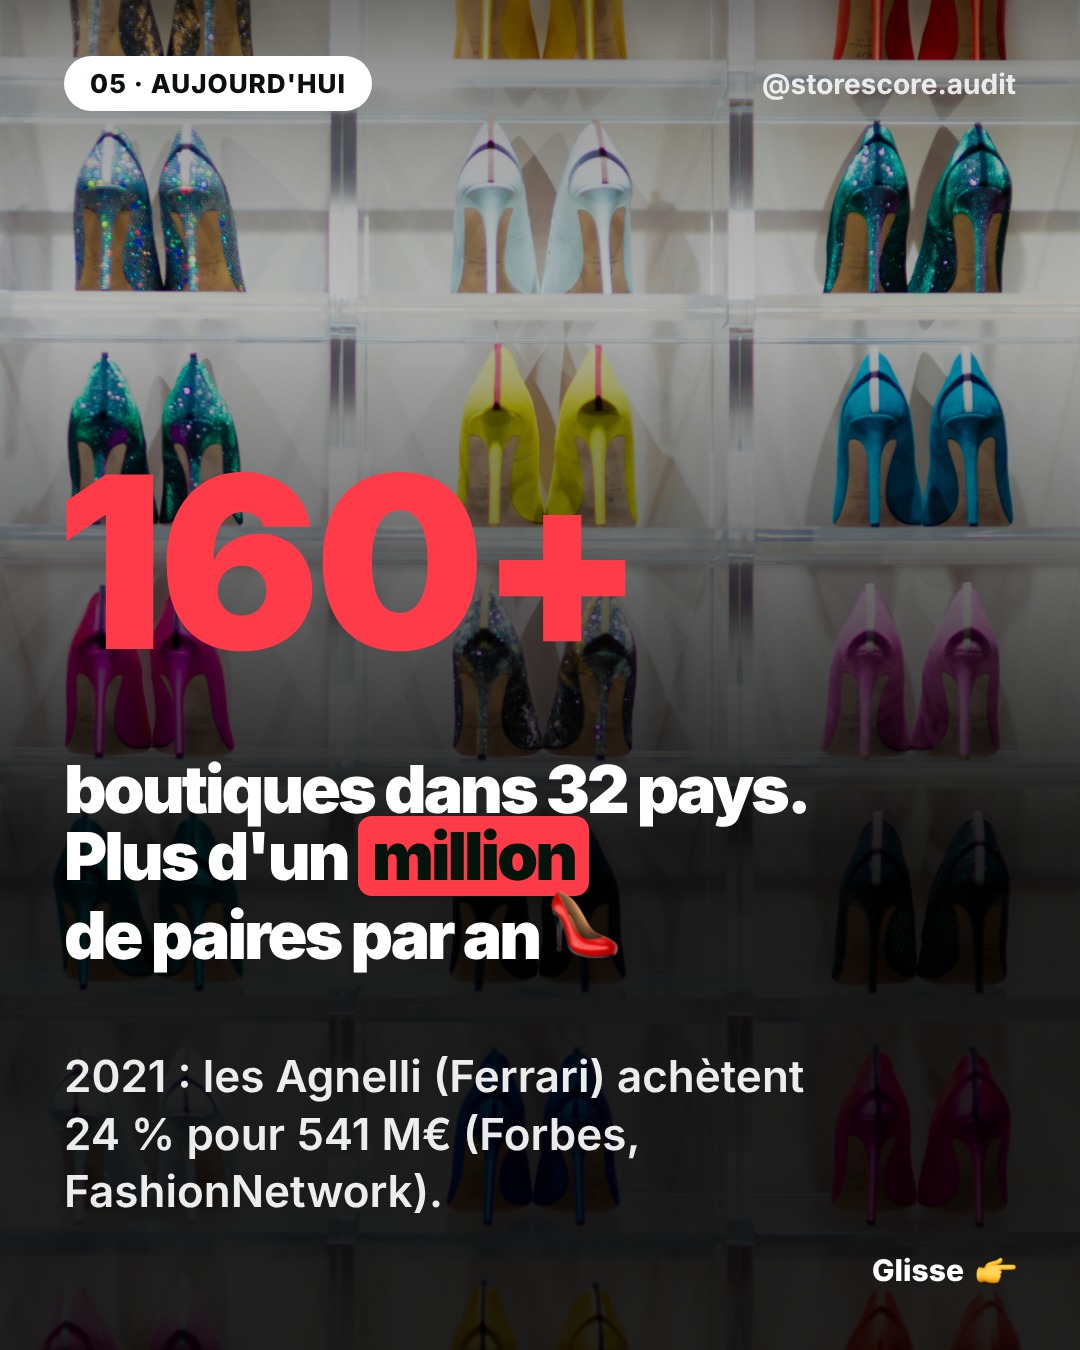 05 · AUJOURD'HUI
@storescore.audit
160+
boutiques dans 32 pays.
Plus d'un million
de paires par an 👠
2021 : les Agnelli (Ferrari) achètent
24 % pour 541 M€ (Forbes,
FashionNetwork).
Glisse 👉